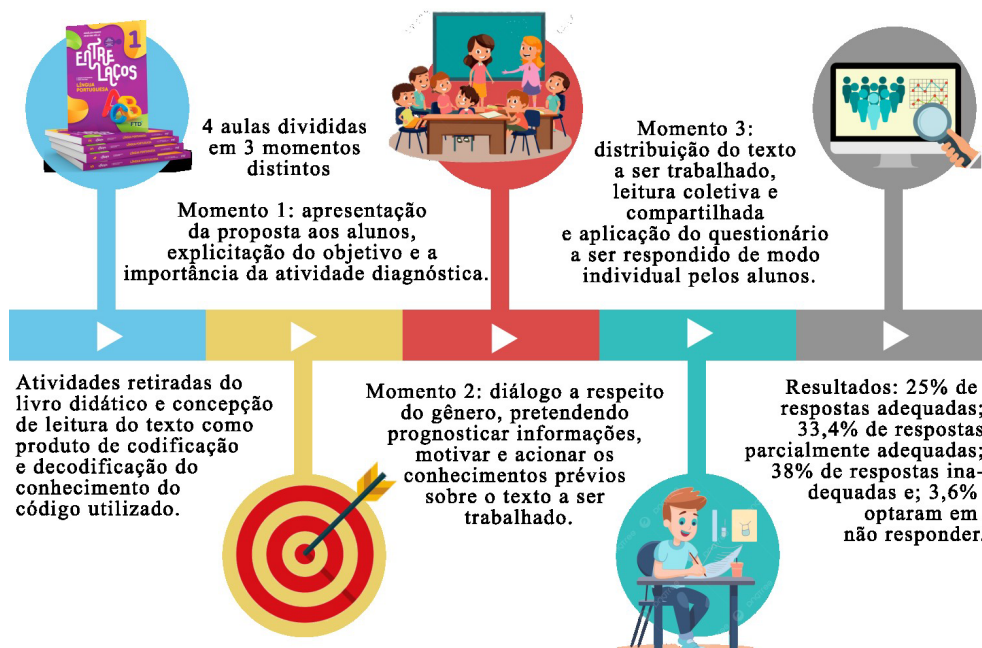 1
ENTRE
LAÇOS
LÍNGUA
PORTUGUESA
ABC
FTD
4 aulas divididas
em 3 momentos
distintos
Momento 1: apresentação
da proposta aos alunos,
explicitação do objetivo e a
importância da atividade diagnóstica.
Momento 3:
distribuição do texto
a ser trabalhado,
leitura coletiva e
compartilhada
e aplicação do questionário
a ser respondido de modo
individual pelos alunos.
Atividades retiradas do
livro didático e concepção
de leitura do texto como
produto de codificação
e decodificação do
conhecimento do
código utilizado.
Momento 2: diálogo a respeito
do gênero, pretendendo
prognosticar informações,
motivar e acionar os
conhecimentos prévios
sobre o texto a ser
trabalhado.
Resultados: 25% de
respostas adequadas;
33,4% de respostas
parcialmente adequadas;
38% de respostas ina-
dequadas e; 3,6%
optaram em
não responder.